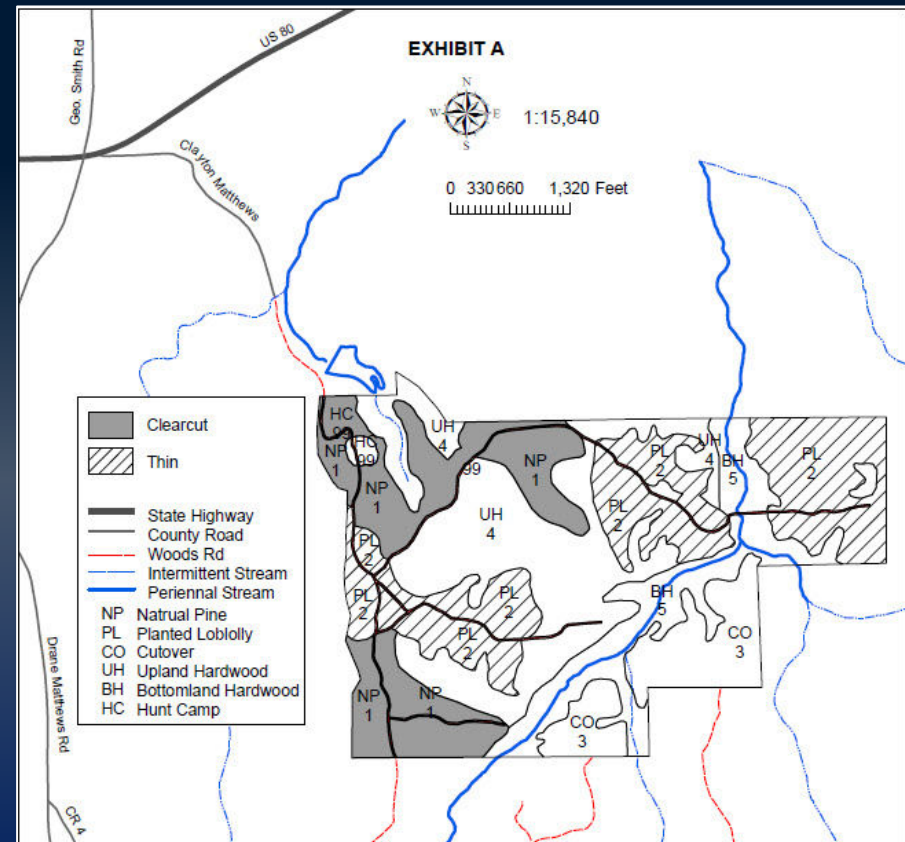 EXHIBIT A
N
W E
S
1:15,840
0 330 660 1,320 Feet
Geo. Smith Rd
US 80
Clayton Matthews
Clearcut
Thin
State Highway
County Road
Woods Rd
Intermittent Stream
Periennal Stream
NP Natrual Pine
PL Planted Loblolly
CO Cutover
UH Upland Hardwood
BH Bottomland Hardwood
HC Hunt Camp
Drane Matthews Rd
CR 4
HC
99
HC
99
NP
1
NP
1
UH
4
99
NP
1
UH
4
PL
2
PL
2
UH
4
BH
5
PL
2
PL
2
PL
2
PL
2
PL
2
BH
5
CO
3
NP
1
NP
1
CO
3